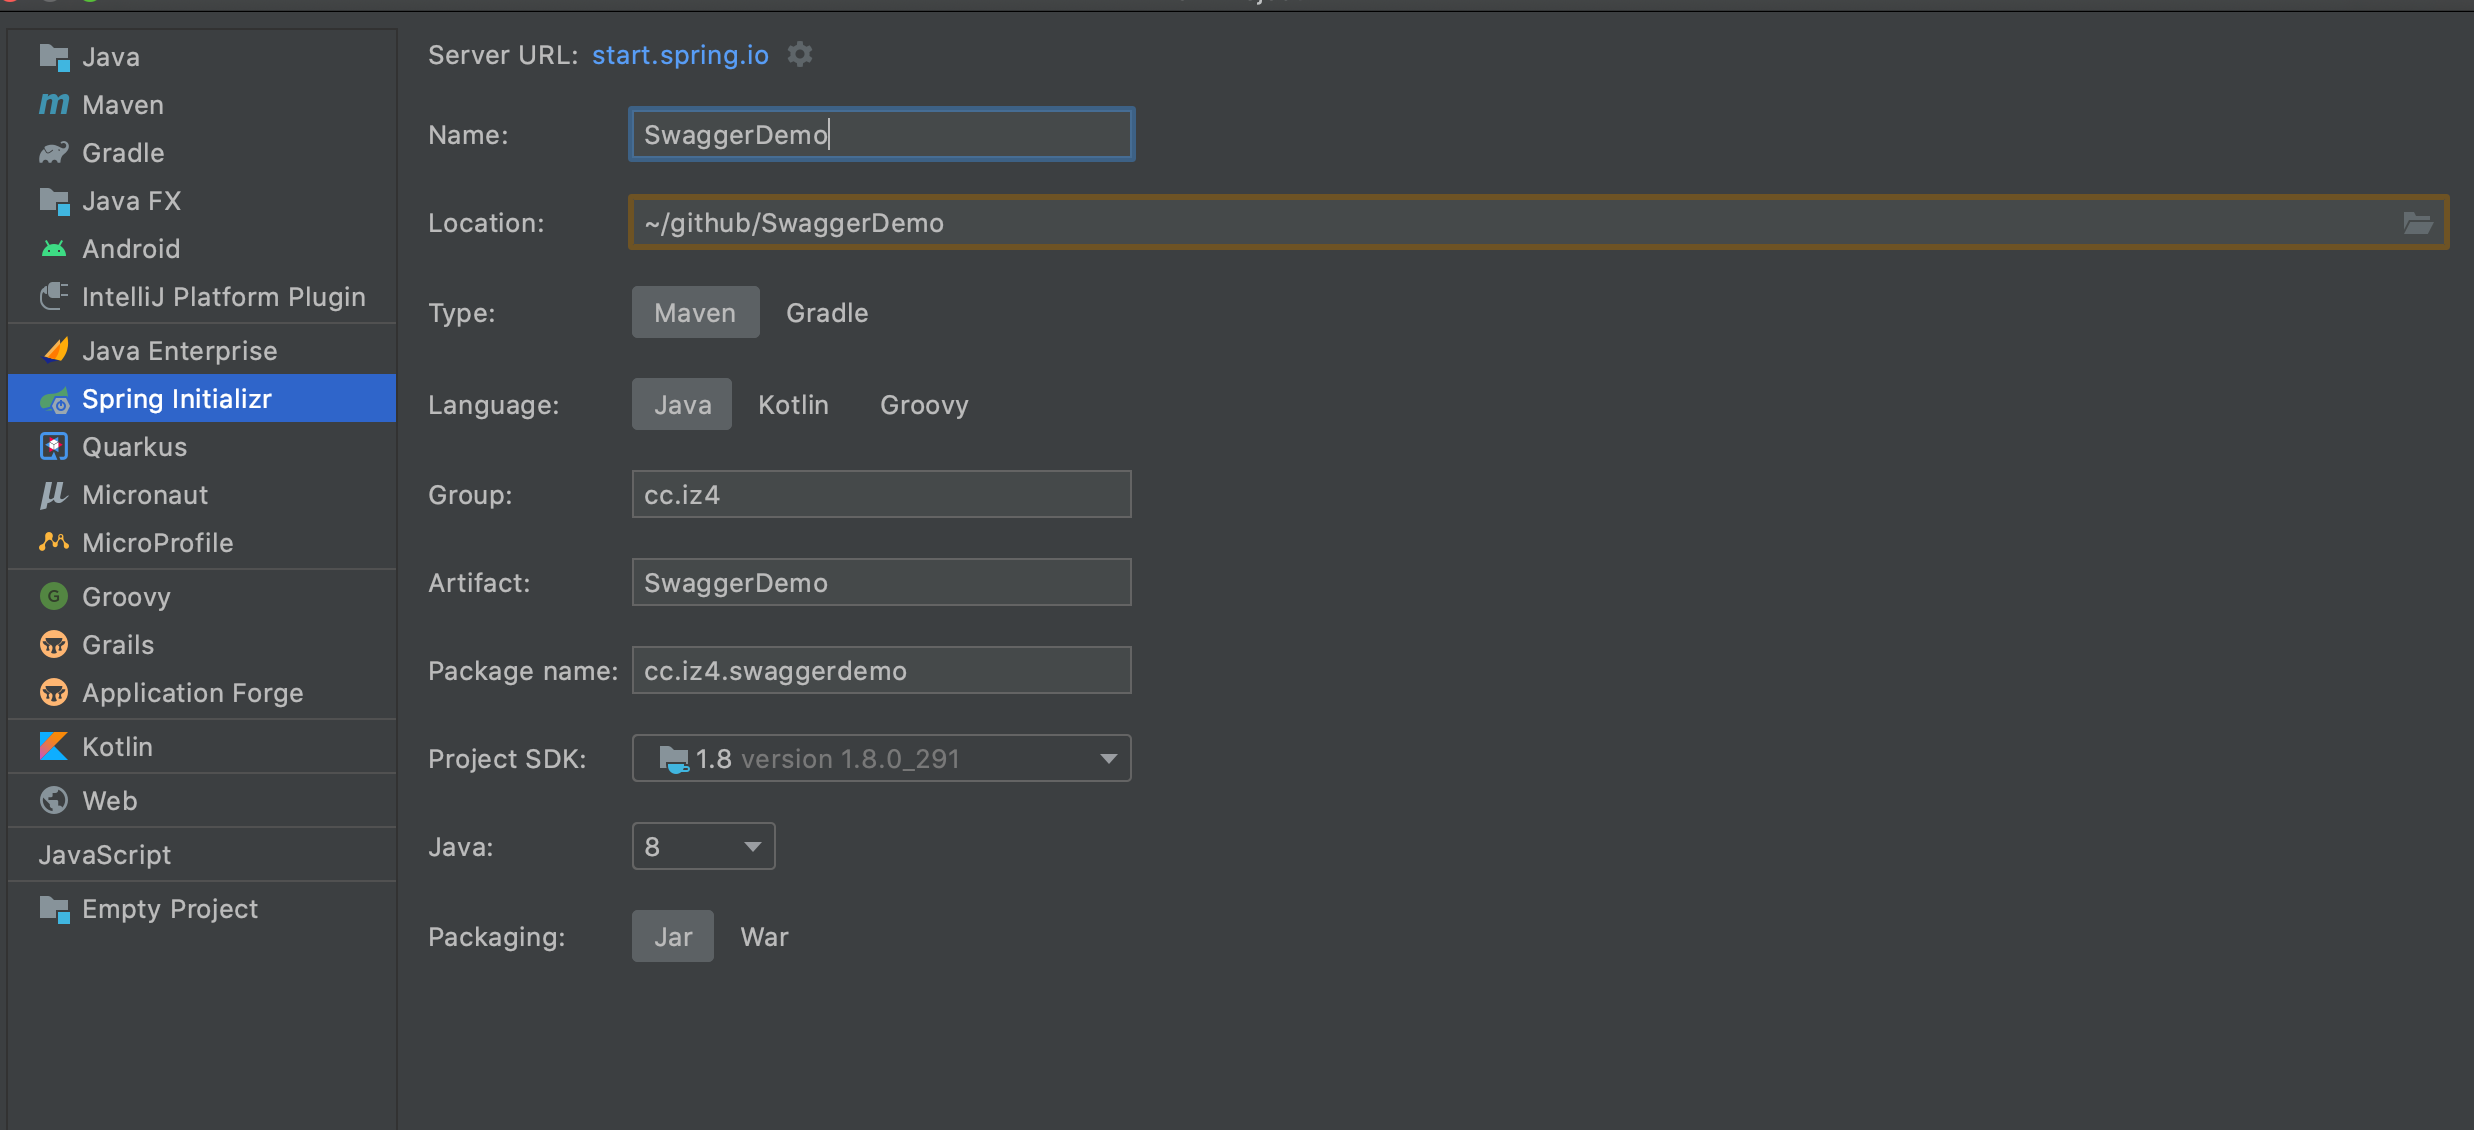 Java
Maven
Gradle
Java FX
Android
IntelliJ Platform Plugin
Java Enterprise
Spring Initializr
Quarkus
Micronaut
MicroProfile
Groovy
Grails
Application Forge
Kotlin
Web
JavaScript
Empty Project
Server URL: start.spring.io
Name: SwaggerDemo
Location: ~/github/SwaggerDemo
Type: Maven Gradle
Language: Java Kotlin Groovy
Group: cc.iz4
Artifact: SwaggerDemo
Package name: cc.iz4.swaggerdemo
Project SDK: 1.8 version 1.8.0_291
Java: 8
Packaging: Jar War